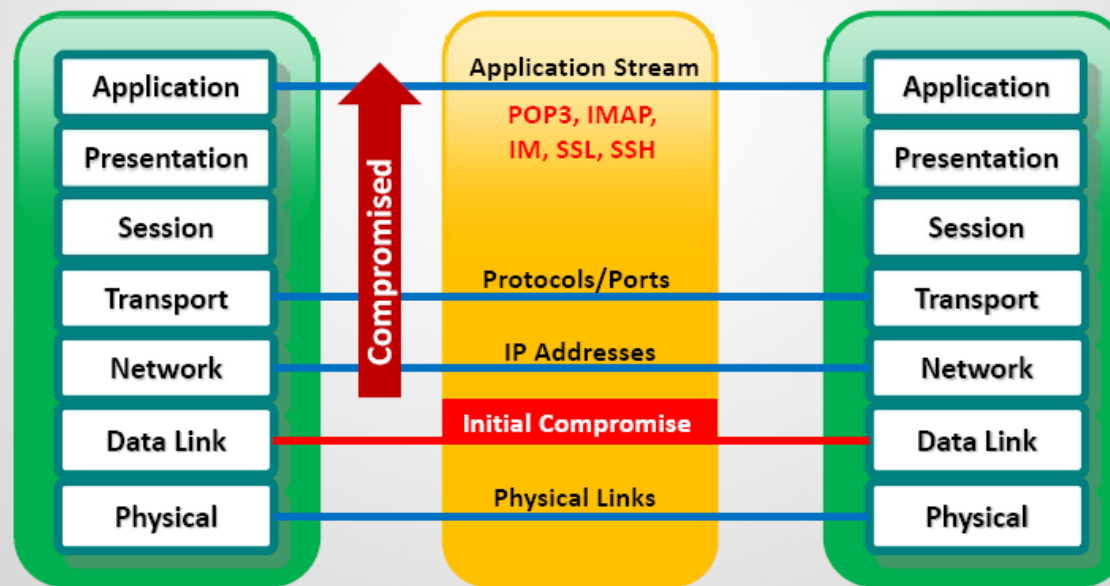 Application
Presentation
Session
Transport
Network
Data Link
Physical
Compromised
Application Stream
POP3, IMAP,
IM, SSL, SSH
Protocols/Ports
IP Addresses
Initial Compromise
Physical Links
Application
Presentation
Session
Transport
Network
Data Link
Physical